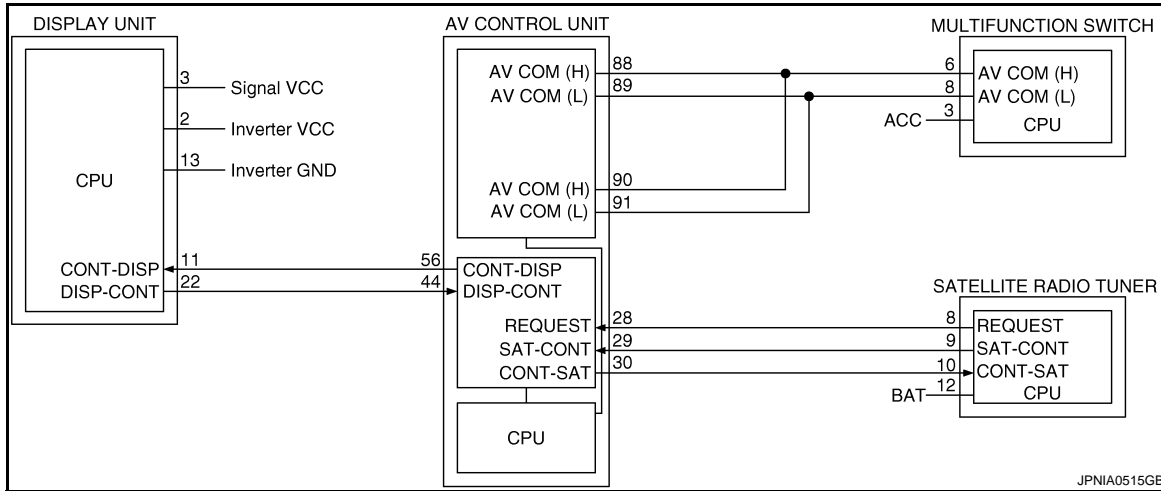 DISPLAY UNIT
CPU
3 Signal VCC
2 Inverter VCC
13 Inverter GND
CONT-DISP 11
DISP-CONT 22
AV CONTROL UNIT
AV COM (H) 88
AV COM (L) 89
AV COM (H) 90
AV COM (L) 91
56 CONT-DISP
44 DISP-CONT
REQUEST 28
SAT-CONT 29
CONT-SAT 30
CPU
MULTIFUNCTION SWITCH
6 AV COM (H)
8 AV COM (L)
ACC 3
CPU
SATELLITE RADIO TUNER
8 REQUEST
9 SAT-CONT
10 CONT-SAT
BAT 12
CPU
JPNIA0515GB